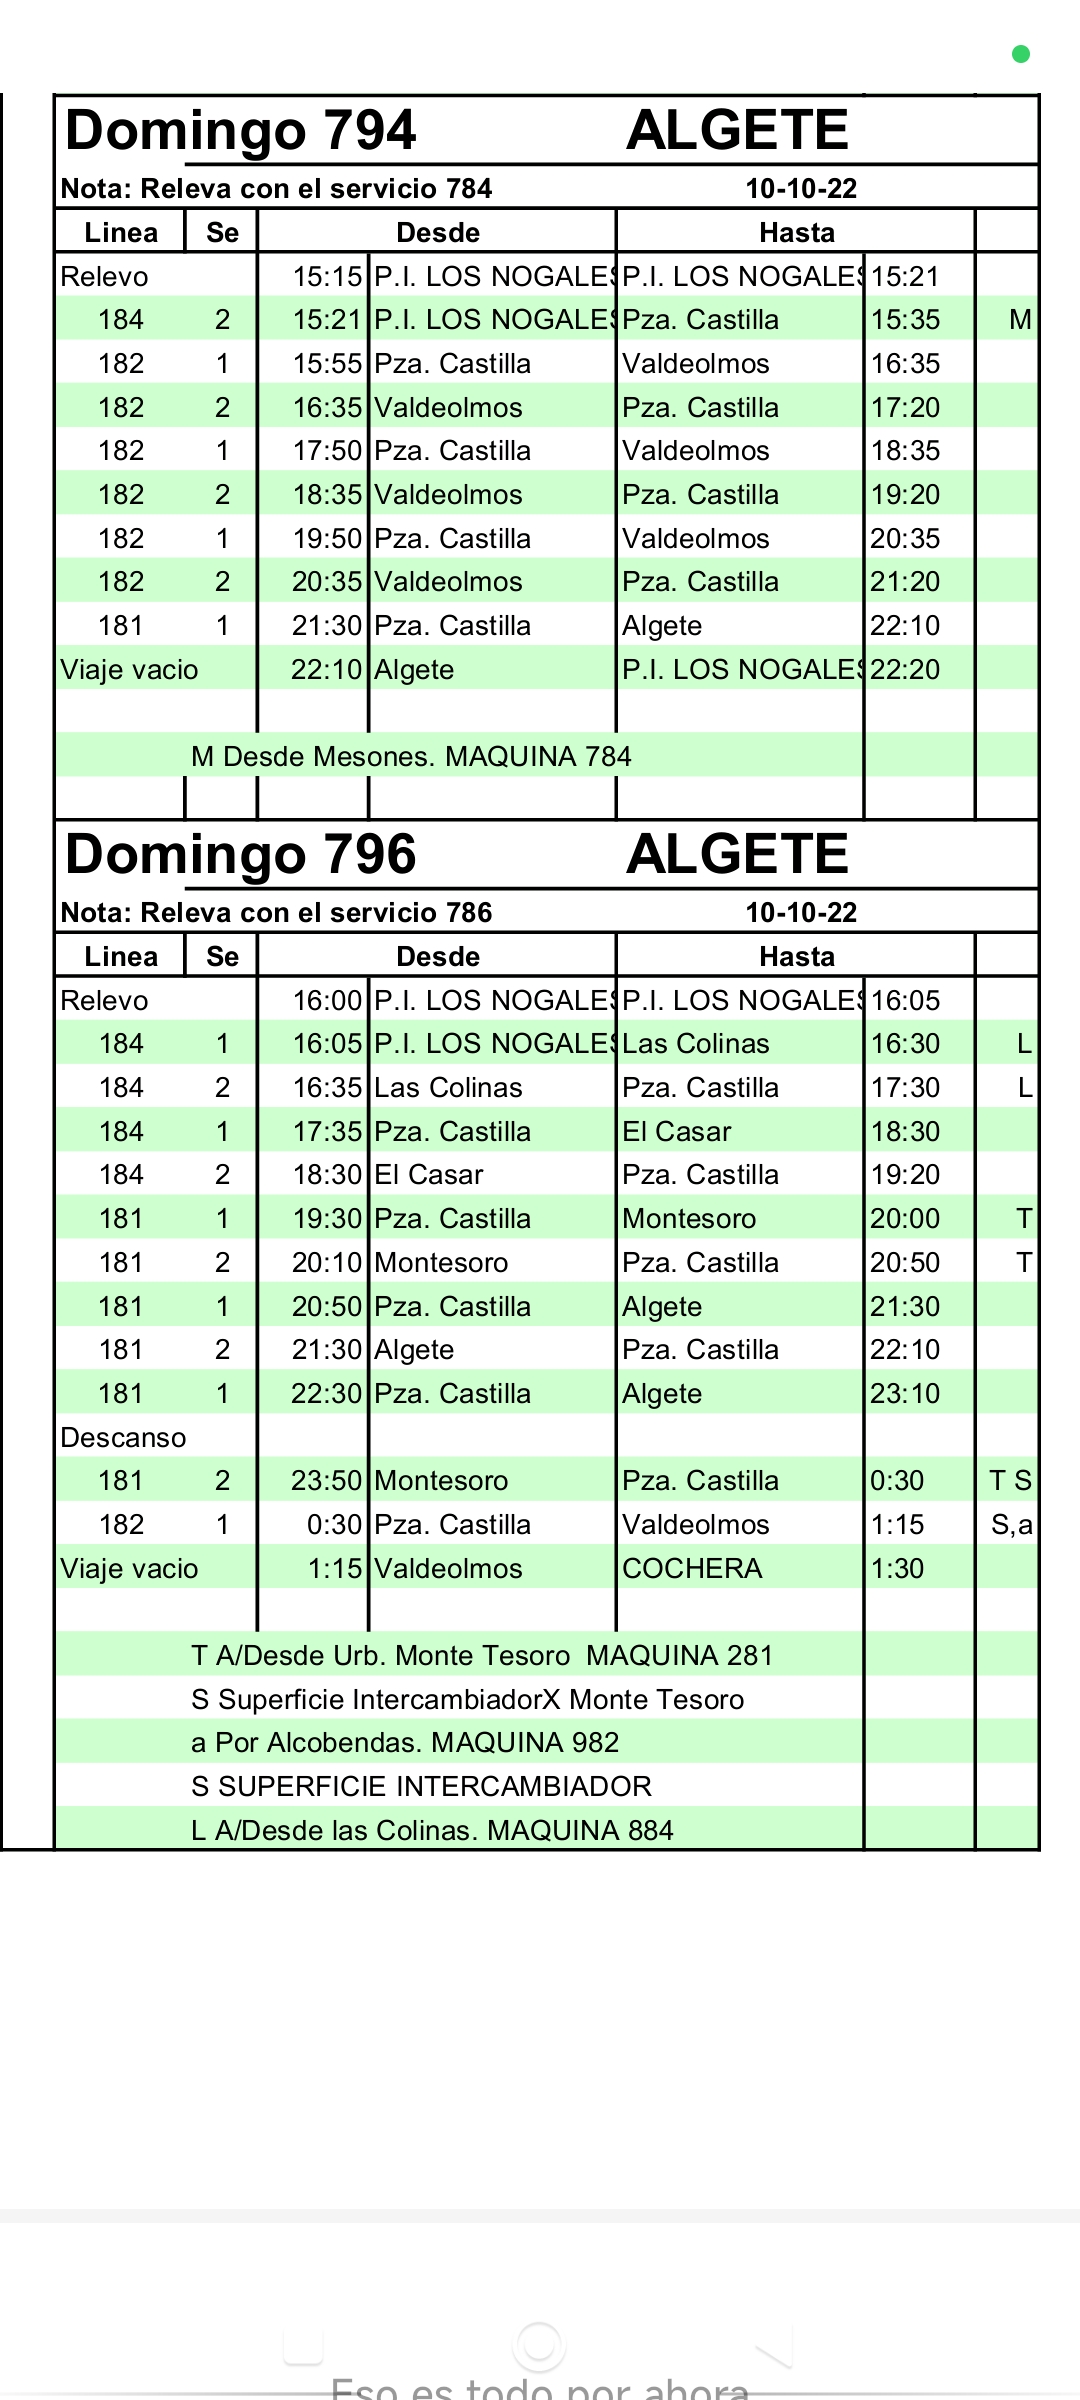 Domingo 794 ALGETE
Nota: Releva con el servicio 784 10-10-22
Linea Se Desde Hasta
Relevo 15:15 P.I. LOS NOGALES P.I. LOS NOGALES 15:21
184 2 15:21 P.I. LOS NOGALES Pza. Castilla 15:35 M
182 1 15:55 Pza. Castilla Valdeolmos 16:35
182 2 16:35 Valdeolmos Pza. Castilla 17:20
182 1 17:50 Pza. Castilla Valdeolmos 18:35
182 2 18:35 Valdeolmos Pza. Castilla 19:20
182 1 19:50 Pza. Castilla Valdeolmos 20:35
182 2 20:35 Valdeolmos Pza. Castilla 21:20
181 1 21:30 Pza. Castilla Algete 22:10
Viaje vacio 22:10 Algete P.I. LOS NOGALES 22:20
M Desde Mesones. MAQUINA 784
Domingo 796 ALGETE
Nota: Releva con el servicio 786 10-10-22
Linea Se Desde Hasta
Relevo 16:00 P.I. LOS NOGALES P.I. LOS NOGALES 16:05
184 1 16:05 P.I. LOS NOGALES Las Colinas 16:30 L
184 2 16:35 Las Colinas Pza. Castilla 17:30 L
184 1 17:35 Pza. Castilla El Casar 18:30
184 2 18:30 El Casar Pza. Castilla 19:20
181 1 19:30 Pza. Castilla Montesoro 20:00 T
181 2 20:10 Montesoro Pza. Castilla 20:50 T
181 1 20:50 Pza. Castilla Algete 21:30
181 2 21:30 Algete Pza. Castilla 22:10
181 1 22:30 Pza. Castilla Algete 23:10
Descanso
181 2 23:50 Montesoro Pza. Castilla 0:30 T S
182 1 0:30 Pza. Castilla Valdeolmos 1:15 S,a
Viaje vacio 1:15 Valdeolmos COCHERA 1:30
T A/Desde Urb. Monte Tesoro MAQUINA 281
S Superficie IntercambiadorX Monte Tesoro
a Por Alcobendas. MAQUINA 982
S SUPERFICIE INTERCAMBIADOR
L A/Desde las Colinas. MAQUINA 884
Eso es todo por ahora